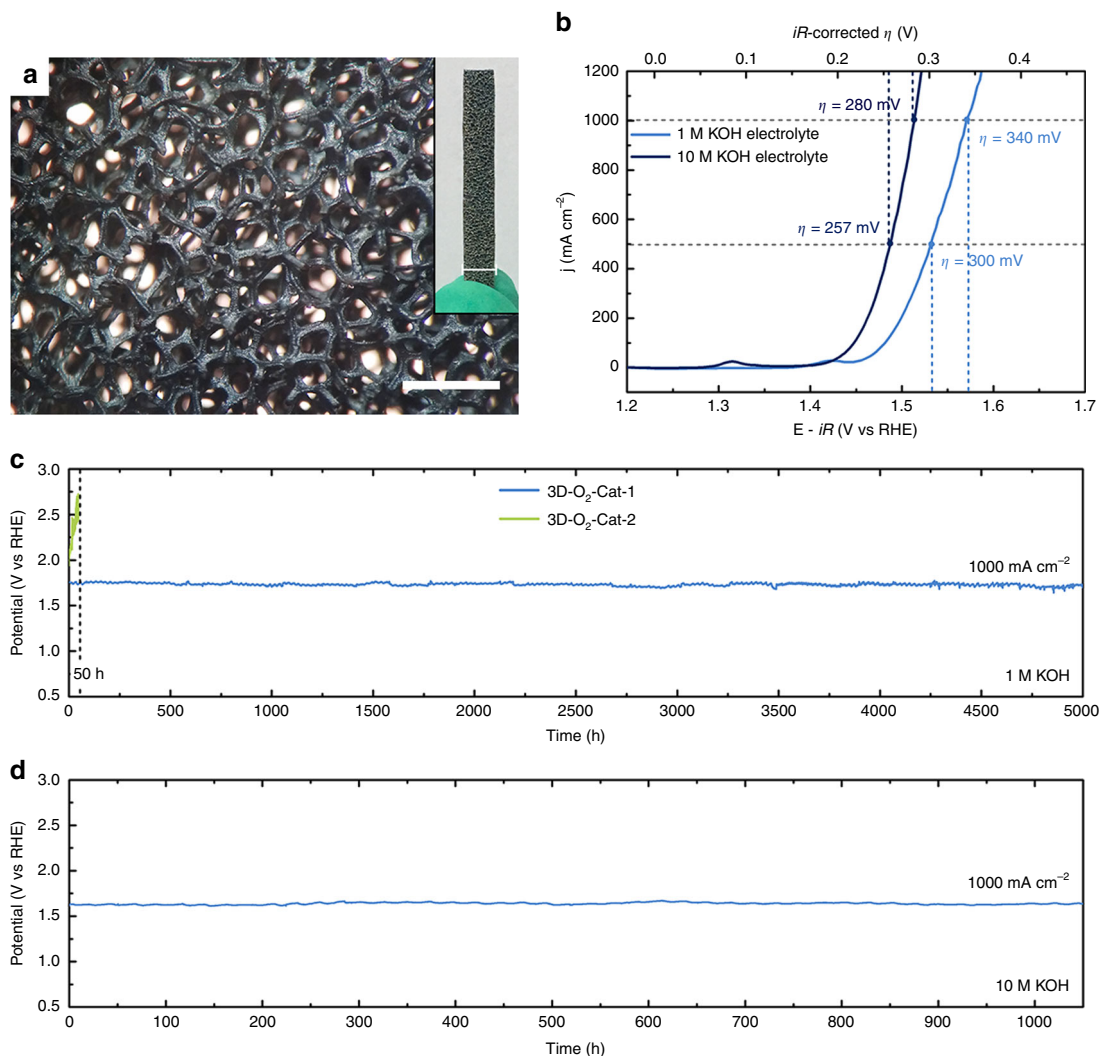 a
b
iR-corrected η (V)
0.0 0.1 0.2 0.3 0.4
1200
1000
800
600
400
200
0
j (mA cm⁻²)
η = 280 mV
1 M KOH electrolyte
10 M KOH electrolyte
η = 340 mV
η = 257 mV
η = 300 mV
1.2 1.3 1.4 1.5 1.6 1.7
E - iR (V vs RHE)
c
3.0
2.5
2.0
1.5
1.0
0.5
Potential (V vs RHE)
3D-O₂-Cat-1
3D-O₂-Cat-2
1000 mA cm⁻²
50 h
1 M KOH
0 500 1000 1500 2000 2500 3000 3500 4000 4500 5000
Time (h)
d
3.0
2.5
2.0
1.5
1.0
0.5
Potential (V vs RHE)
1000 mA cm⁻²
10 M KOH
0 100 200 300 400 500 600 700 800 900 1000
Time (h)